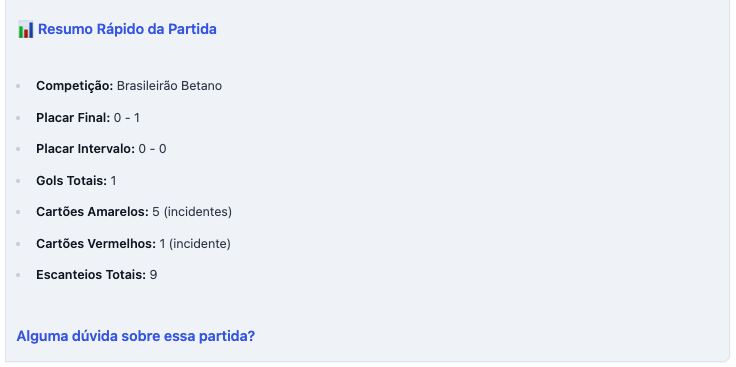 Resumo Rápido da Partida
Competição: Brasileirão Betano
Placar Final: 0 - 1
Placar Intervalo: 0 - 0
Gols Totais: 1
Cartões Amarelos: 5 (incidentes)
Cartões Vermelhos: 1 (incidente)
Escanteios Totais: 9
Alguma dúvida sobre essa partida?